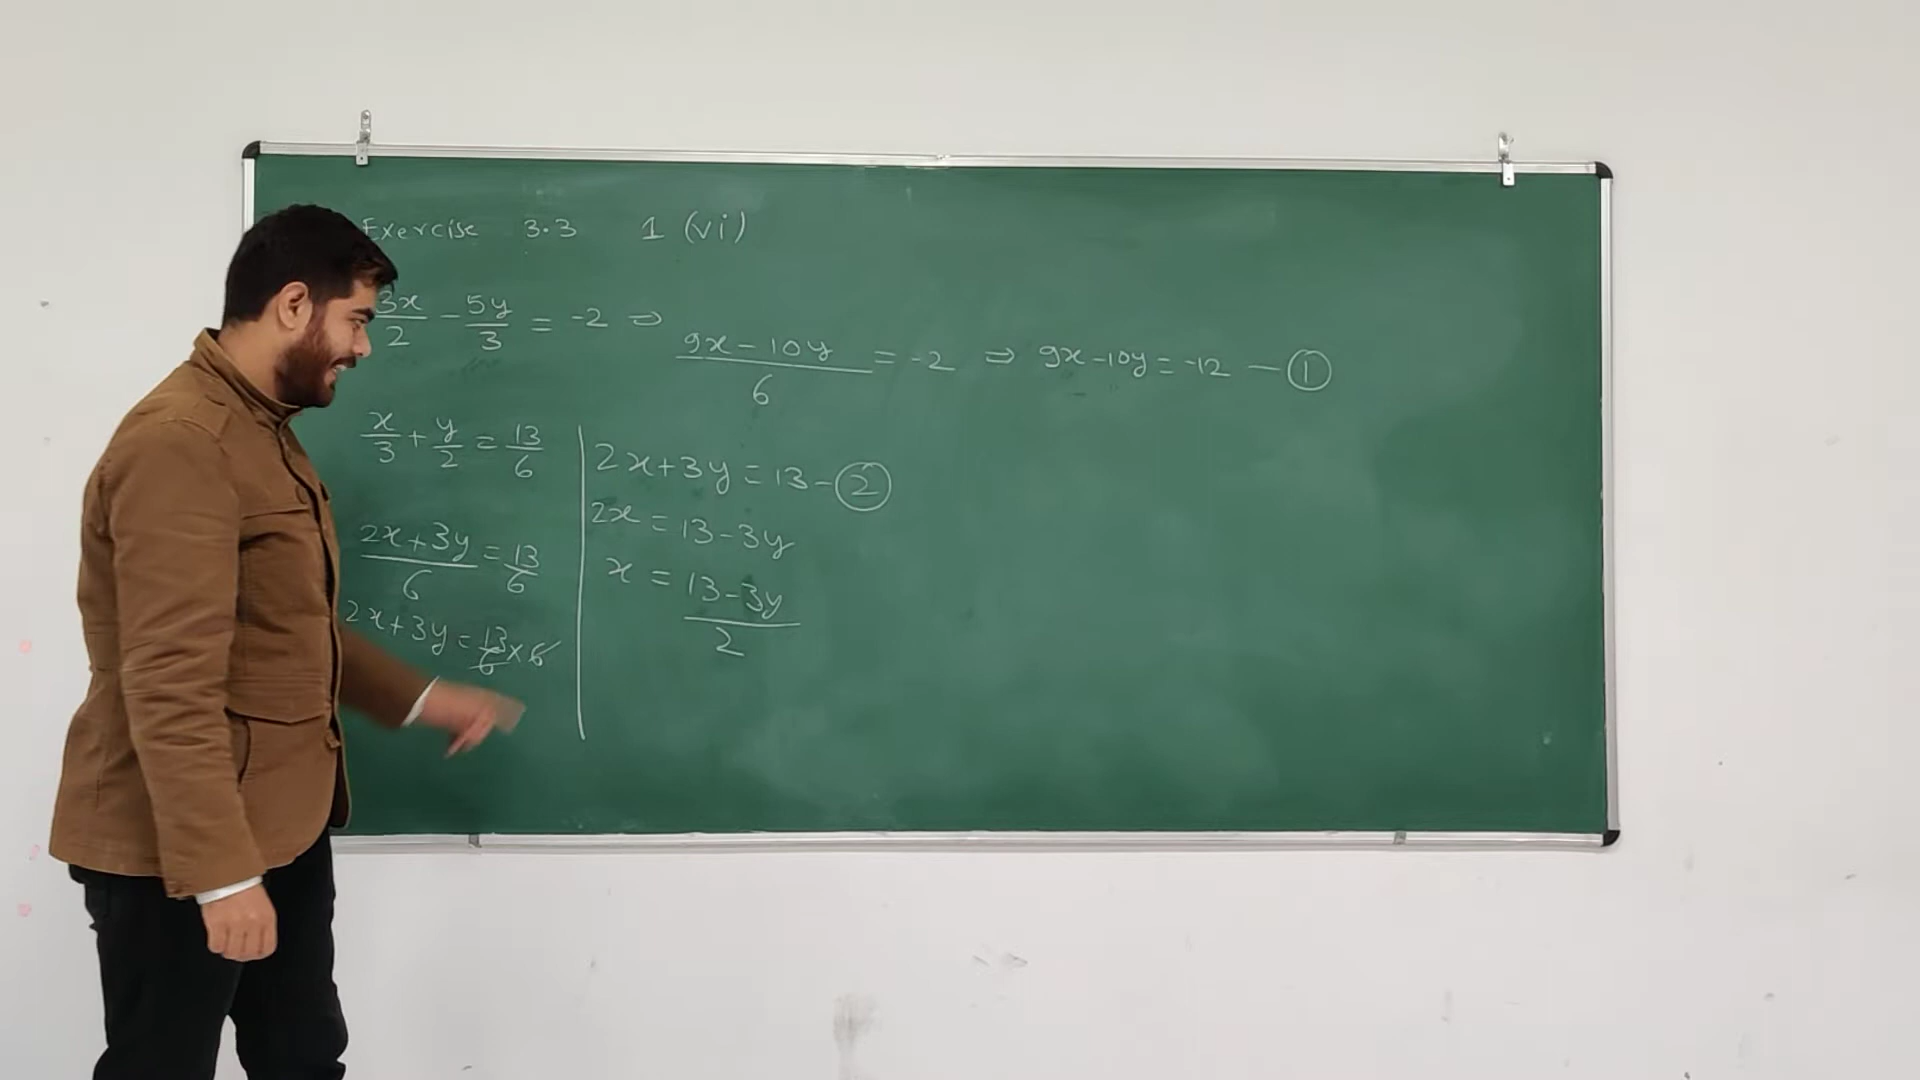 Exercise 3.3 1 (vi)
3x/2 - 5y/3 = -2 ⇒ (9x - 10y)/6 = -2 ⇒ 9x - 10y = -12 — ①
x/3 + y/2 = 13/6
(2x + 3y)/6 = 13/6
2x + 3y = 13/6 × 6
2x + 3y = 13 - ②
2x = 13 - 3y
x = (13 - 3y)/2